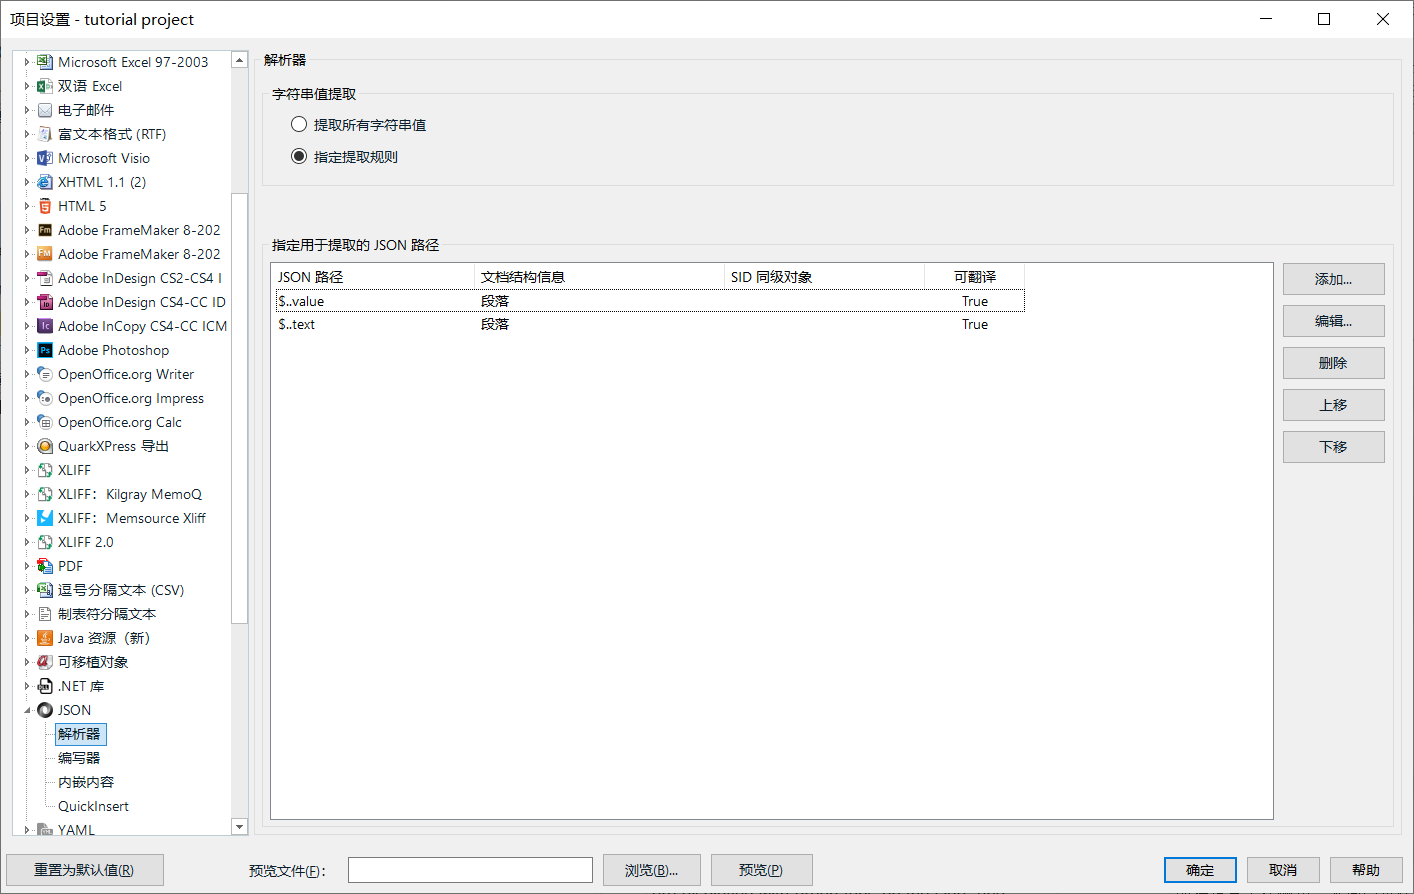 项目设置 - tutorial project
Microsoft Excel 97-2003
双语 Excel
电子邮件
富文本格式 (RTF)
Microsoft Visio
XHTML 1.1 (2)
HTML 5
Adobe FrameMaker 8-202
Adobe FrameMaker 8-202
Adobe InDesign CS2-CS4 I
Adobe InDesign CS4-CC ID
Adobe InCopy CS4-CC ICM
Adobe Photoshop
OpenOffice.org Writer
OpenOffice.org Impress
OpenOffice.org Calc
QuarkXPress 导出
XLIFF
XLIFF：Kilgray MemoQ
XLIFF：Memsource Xliff
XLIFF 2.0
PDF
逗号分隔文本 (CSV)
制表符分隔文本
Java 资源（新）
可移植对象
.NET 库
JSON
解析器
编写器
内嵌内容
QuickInsert
YAML
解析器
字符串值提取
提取所有字符串值
指定提取规则
指定用于提取的 JSON 路径
JSON 路径 文档结构信息 SID 同级对象 可翻译
$..value 段落 True
$..text 段落 True
添加...
编辑...
删除
上移
下移
重置为默认值(R) 预览文件(F)： 浏览(B)... 预览(P) 确定 取消 帮助